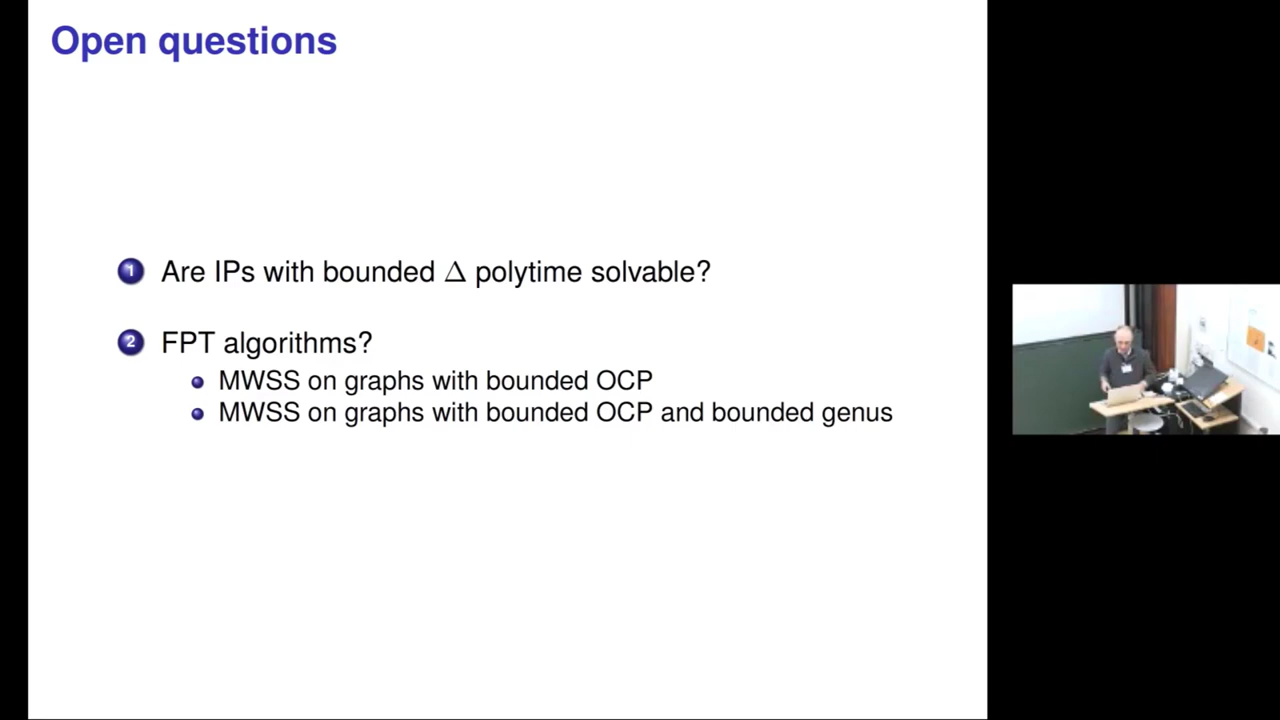 Open questions
1 Are IPs with bounded Δ polytime solvable?
2 FPT algorithms?
MWSS on graphs with bounded OCP
MWSS on graphs with bounded OCP and bounded genus